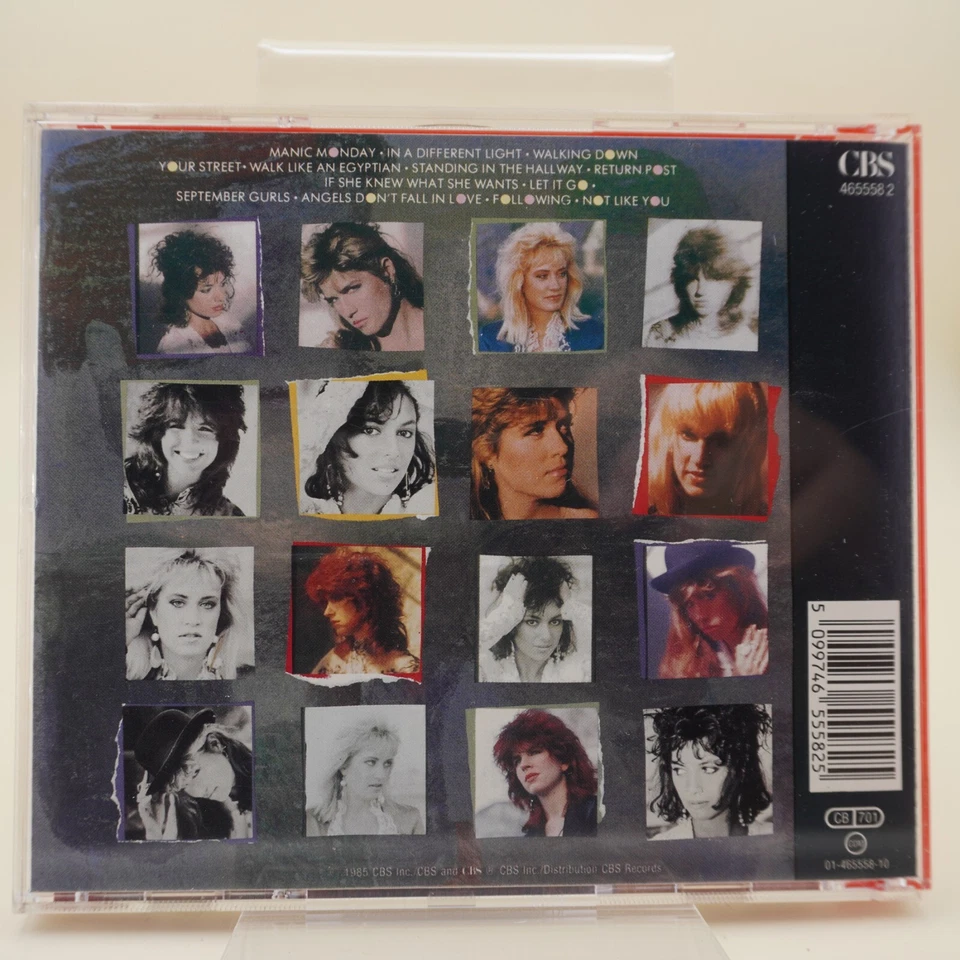 MANIC MONDAY • IN A DIFFERENT LIGHT • WALKING DOWN
YOUR STREET • WALK LIKE AN EGYPTIAN • STANDING IN THE HALLWAY • RETURN POST
IF SHE KNEW WHAT SHE WANTS • LET IT GO •
SEPTEMBER GURLS • ANGELS DON'T FALL IN LOVE • FOLLOWING • NOT LIKE YOU
CBS
465558 2
5 099746 555825
CB 701
01-465558-10
1985 CBS Inc./CBS and CBS ® CBS Inc./Distribution CBS Records